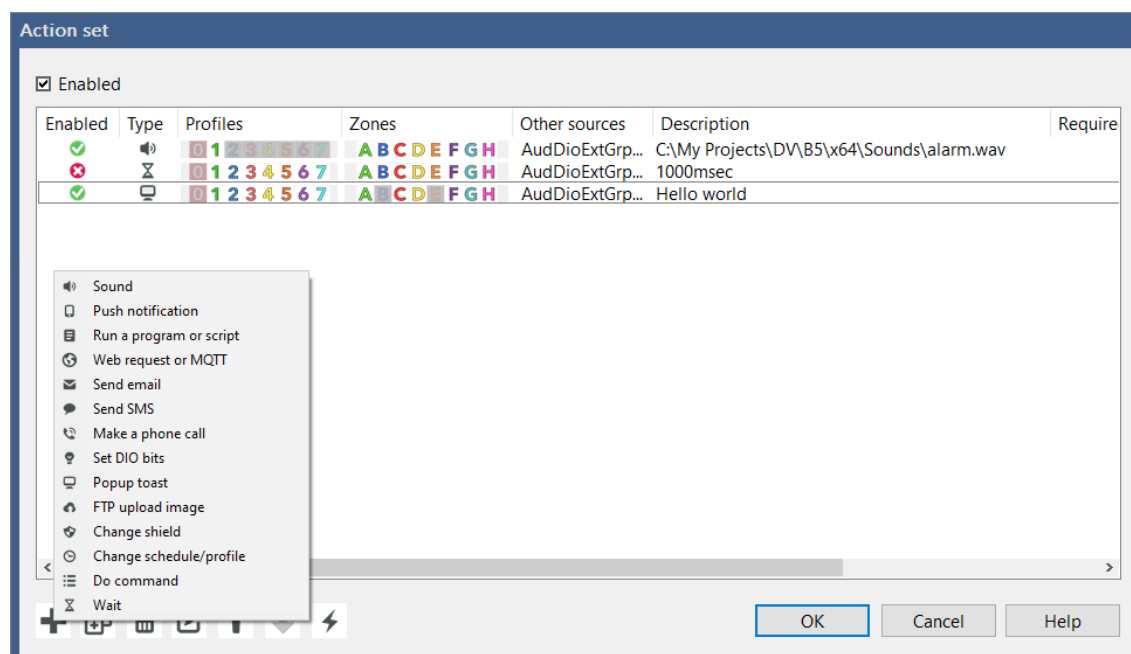 Action set
Enabled
Enabled Type Profiles Zones Other sources Description Require
0 1 2 3 4 5 6 7 A B C D E F G H AudDioExtGrp... C:\My Projects\DV\B5\x64\Sounds\alarm.wav
0 1 2 3 4 5 6 7 A B C D E F G H AudDioExtGrp... 1000msec
0 1 2 3 4 5 6 7 A B C D E F G H AudDioExtGrp... Hello world
Sound
Push notification
Run a program or script
Web request or MQTT
Send email
Send SMS
Make a phone call
Set DIO bits
Popup toast
FTP upload image
Change shield
Change schedule/profile
Do command
Wait
OK Cancel Help